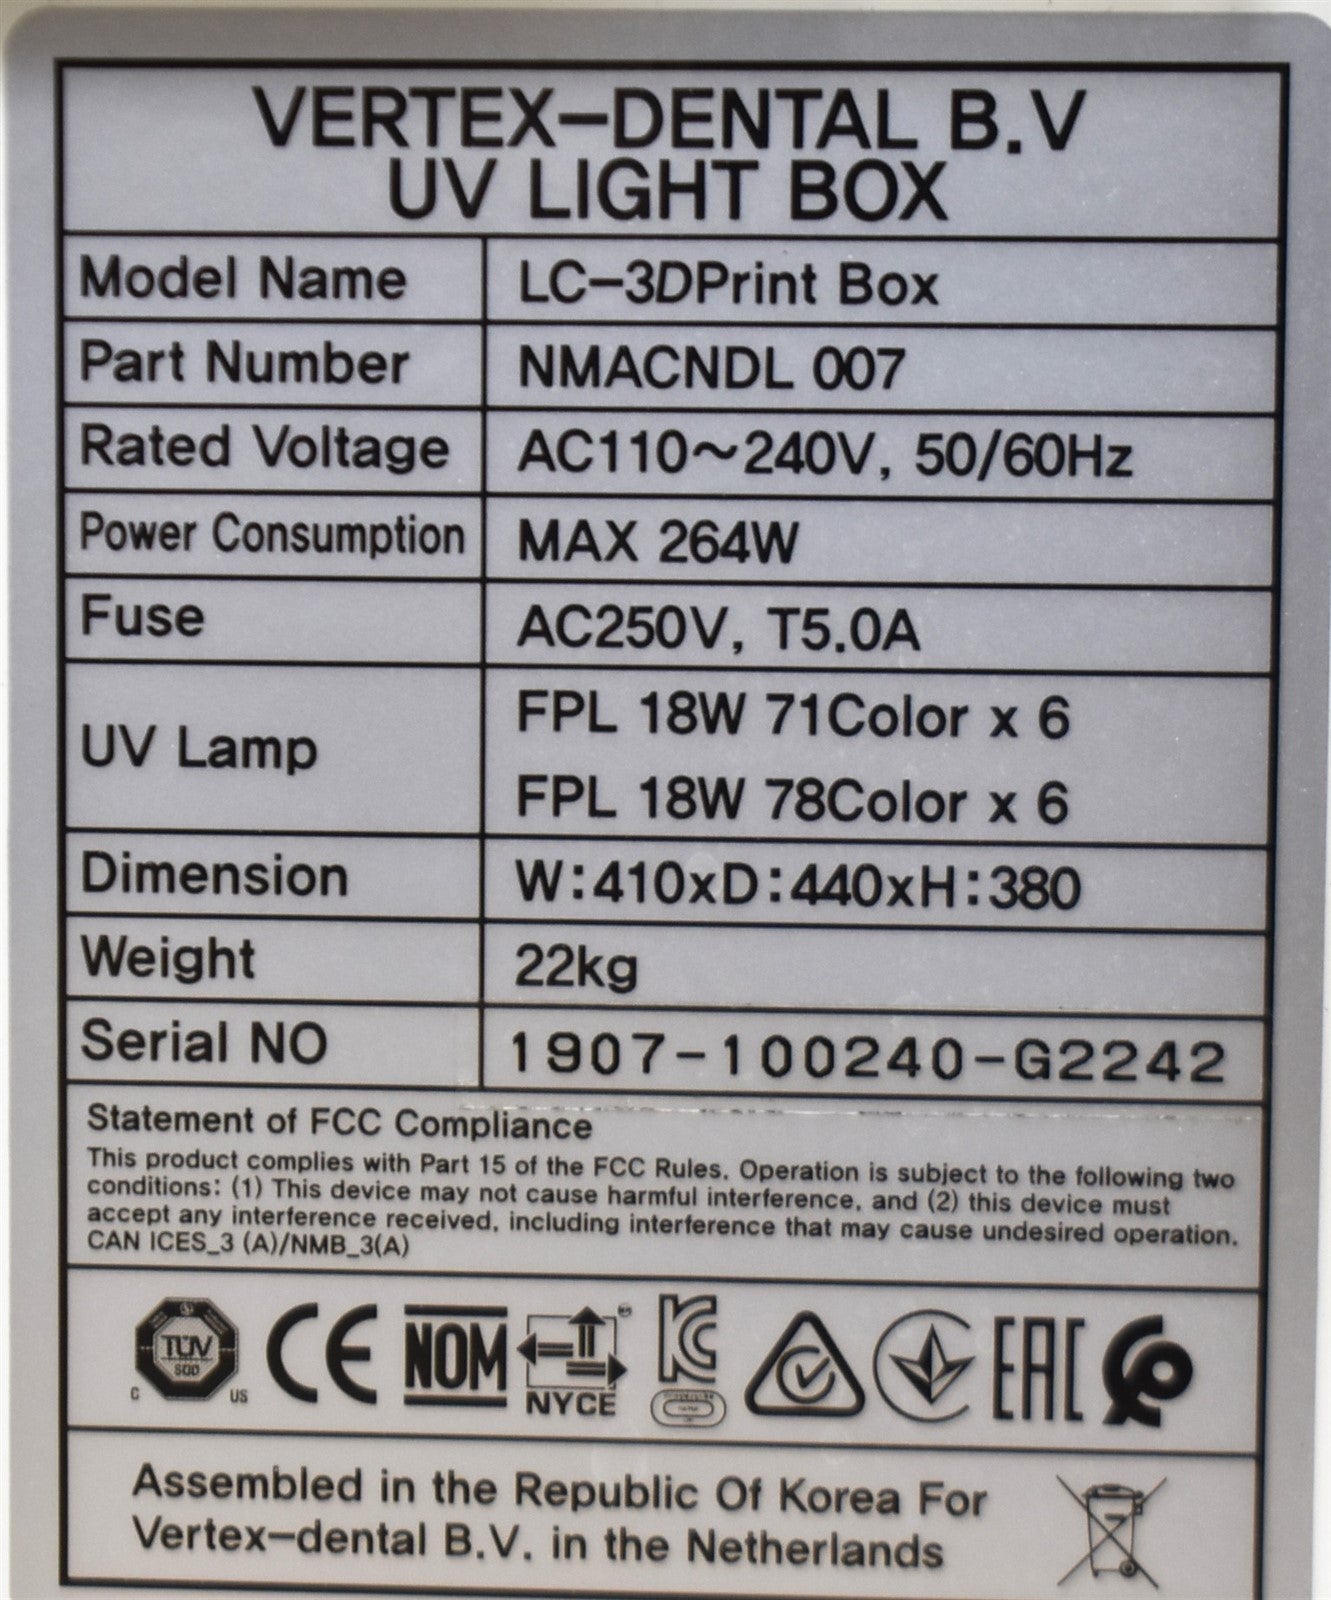 VERTEX-DENTAL B.V
UV LIGHT BOX
Model Name LC-3DPrint Box
Part Number NMACNDL 007
Rated Voltage AC110~240V, 50/60Hz
Power Consumption MAX 264W
Fuse AC250V, T5.0A
UV Lamp FPL 18W 71Color x 6
FPL 18W 78Color x 6
Dimension W:410xD:440xH:380
Weight 22kg
Serial NO 1907-100240-G2242
Statement of FCC Compliance
This product complies with Part 15 of the FCC Rules. Operation is subject to the following two
conditions: (1) This device may not cause harmful interference, and (2) this device must
accept any interference received, including interference that may cause undesired operation.
CAN ICES_3 (A)/NMB_3(A)
TÜV SÜD C US CE NOM NYCE KC EAC
Assembled in the Republic Of Korea For
Vertex-dental B.V. in the Netherlands